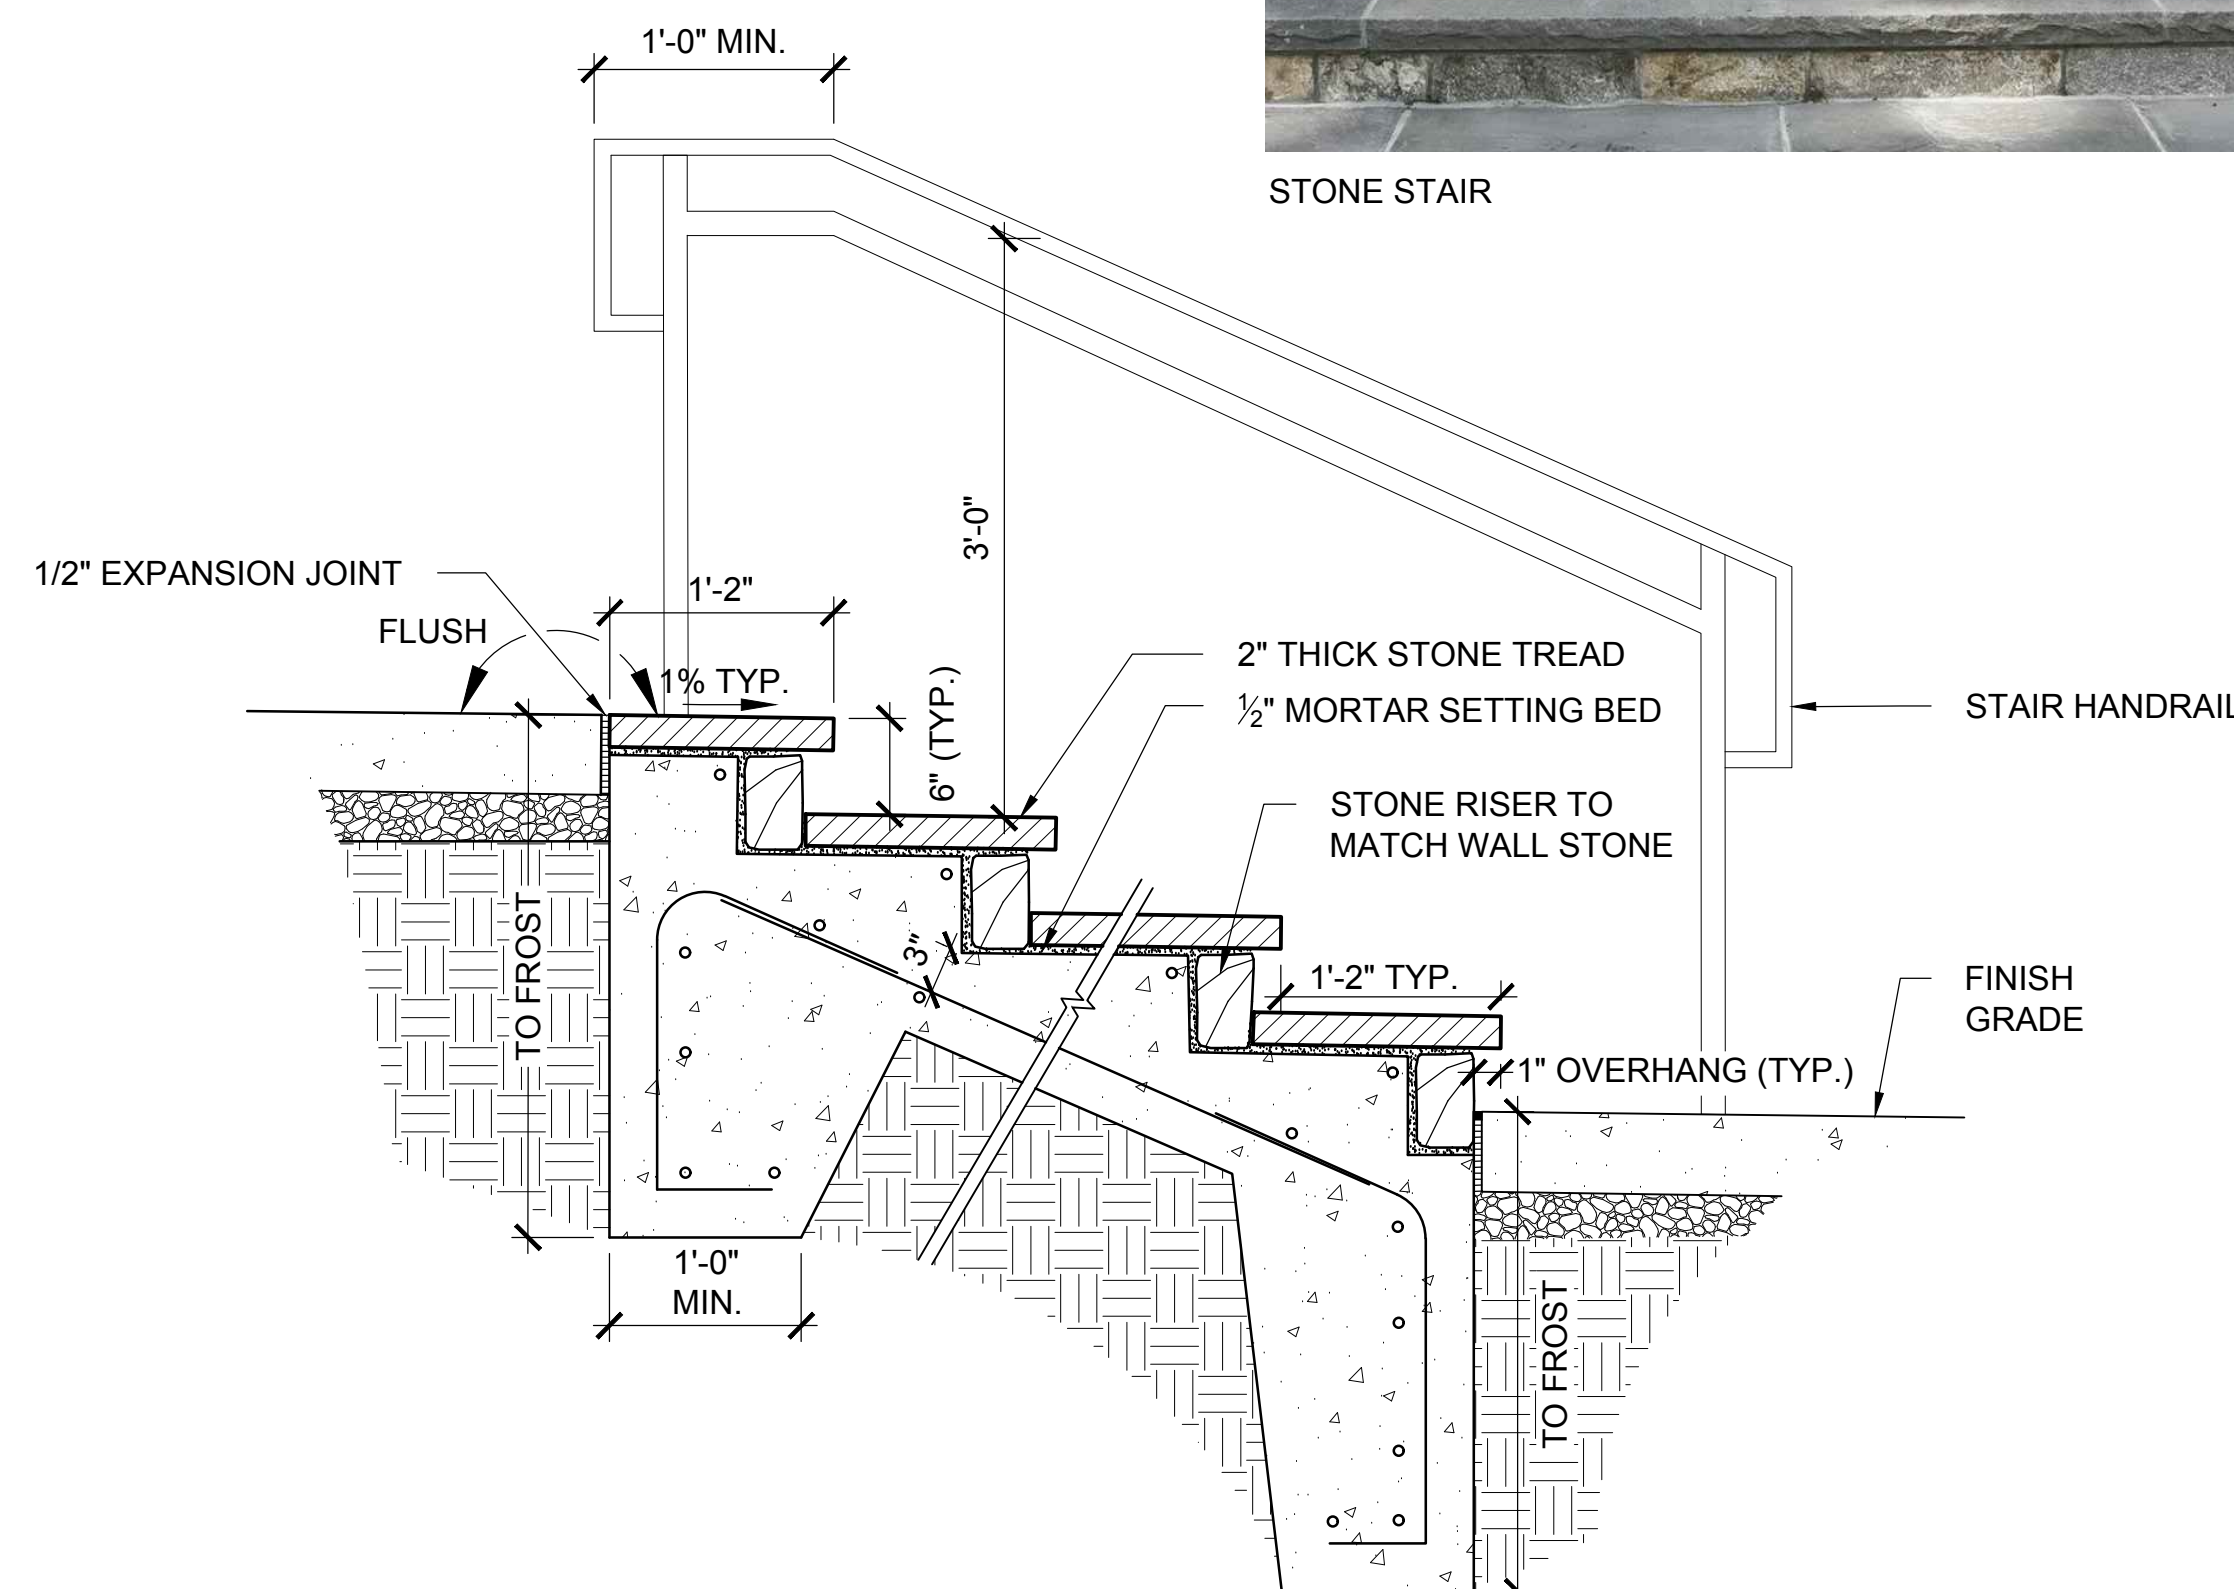 1'-0" MIN.
STONE STAIR
3'-0"
1/2" EXPANSION JOINT
1'-2"
FLUSH
1% TYP.
6" (TYP.)
2" THICK STONE TREAD
½" MORTAR SETTING BED
STAIR HANDRAIL
STONE RISER TO
MATCH WALL STONE
TO FROST
3"
1'-2" TYP.
FINISH
GRADE
1" OVERHANG (TYP.)
1'-0"
MIN.
TO FROST